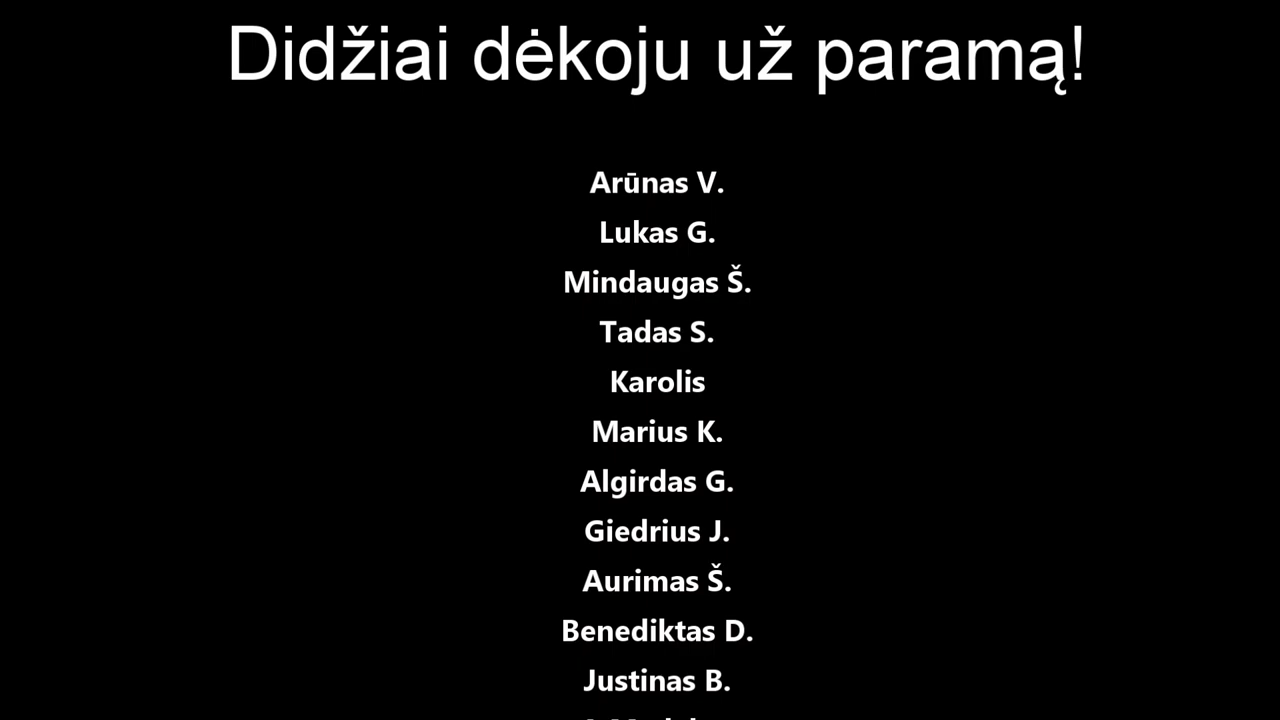 Didžiai dėkoju už paramą!
Arūnas V.
Lukas G.
Mindaugas Š.
Tadas S.
Karolis
Marius K.
Algirdas G.
Giedrius J.
Aurimas Š.
Benediktas D.
Justinas B.